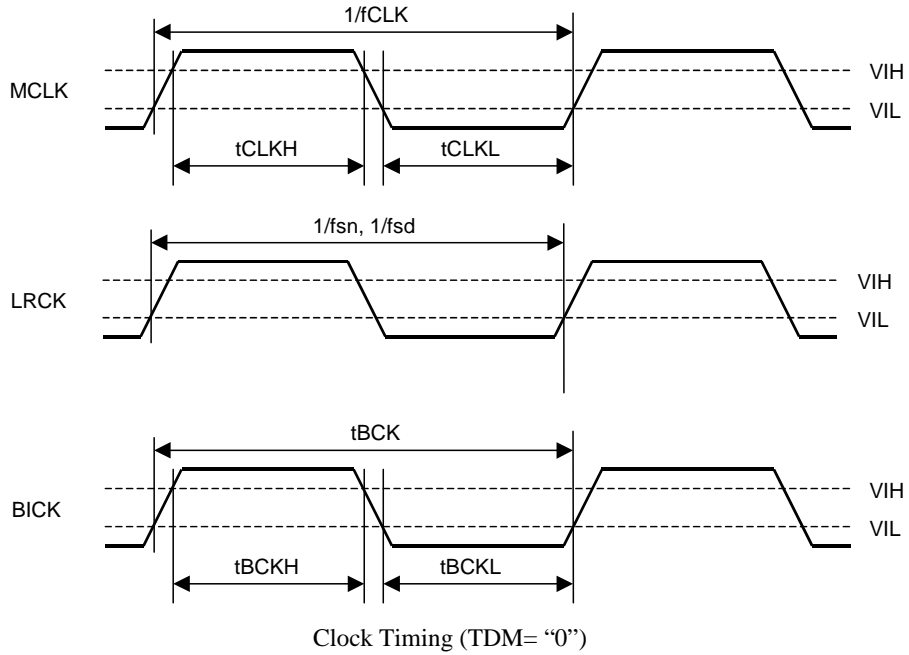 1/fCLK
VIH
MCLK
VIL
tCLKH
tCLKL
1/fsn, 1/fsd
VIH
LRCK
VIL
tBCK
VIH
BICK
VIL
tBCKH
tBCKL
Clock Timing (TDM= “0”)